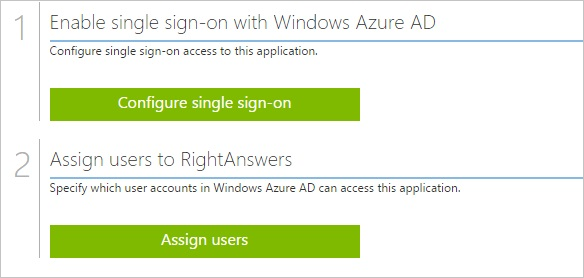 1
Enable single sign-on with Windows Azure AD
Configure single sign-on access to this application.
Configure single sign-on
2
Assign users to RightAnswers
Specify which user accounts in Windows Azure AD can access this application.
Assign users